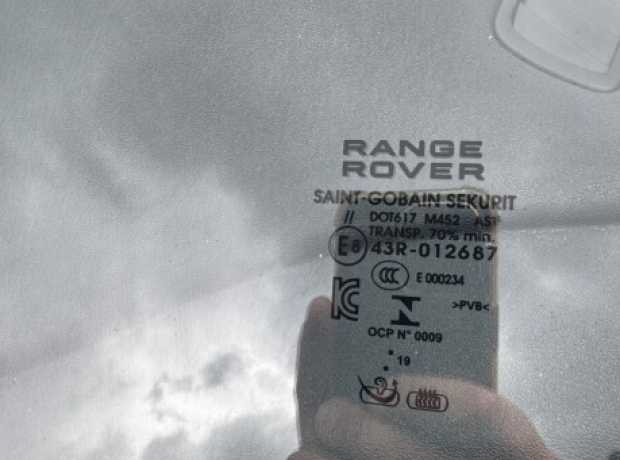 RANGE
ROVER
SAINT-GOBAIN SEKURIT
// DOT617 M452 AS1
TRANSP. 70% min.
E8 43R-012687
CCC E 000234
>PVB<
OCP N° 0009
19